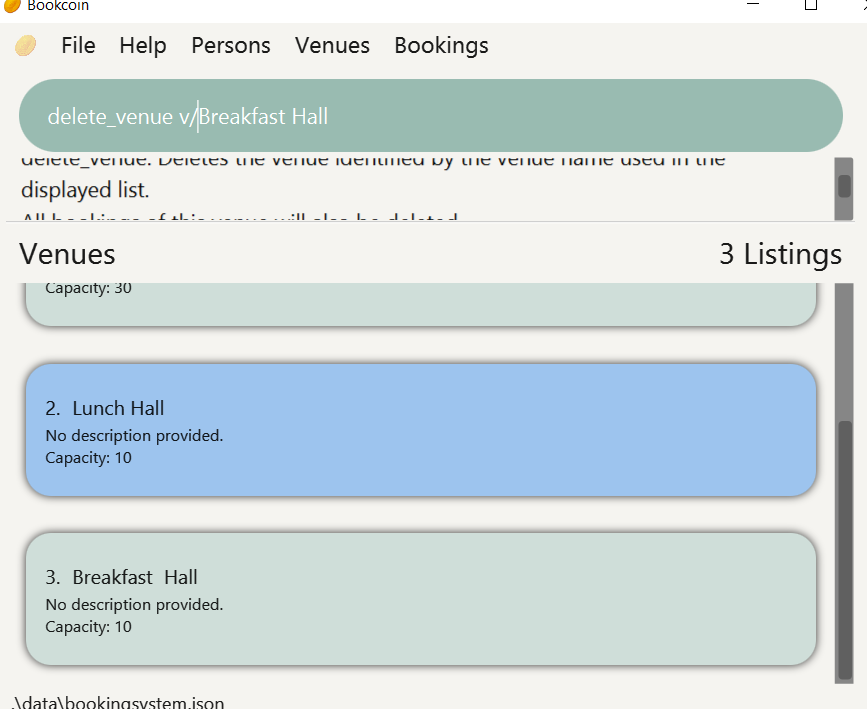 Bookcoin
File Help Persons Venues Bookings
delete_venue v/Breakfast Hall
delete_venue: Deletes the venue identified by the venue name used in the
displayed list.
All bookings of this venue will also be deleted
Venues 3 Listings
Capacity: 30
2. Lunch Hall
No description provided.
Capacity: 10
3. Breakfast  Hall
No description provided.
Capacity: 10
.\data\bookingsystem.json